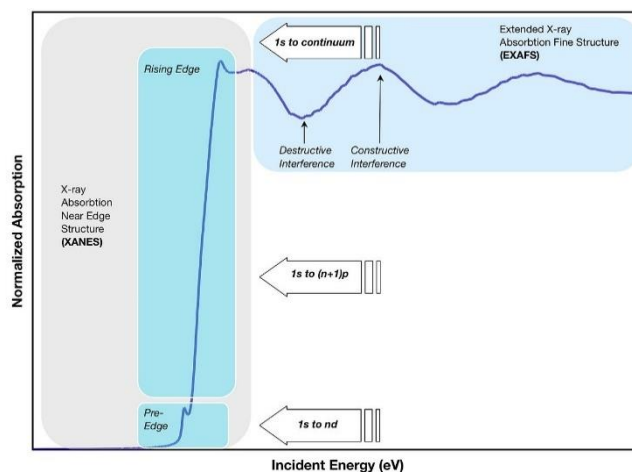 1s to continuum
Extended X-ray
Absorbtion Fine Structure
(EXAFS)
Rising Edge
Destructive
Interference
Constructive
Interference
X-ray
Absorbtion
Near Edge
Structure
(XANES)
1s to (n+1)p
Pre-
Edge
1s to nd
Normalized Absorption
Incident Energy (eV)